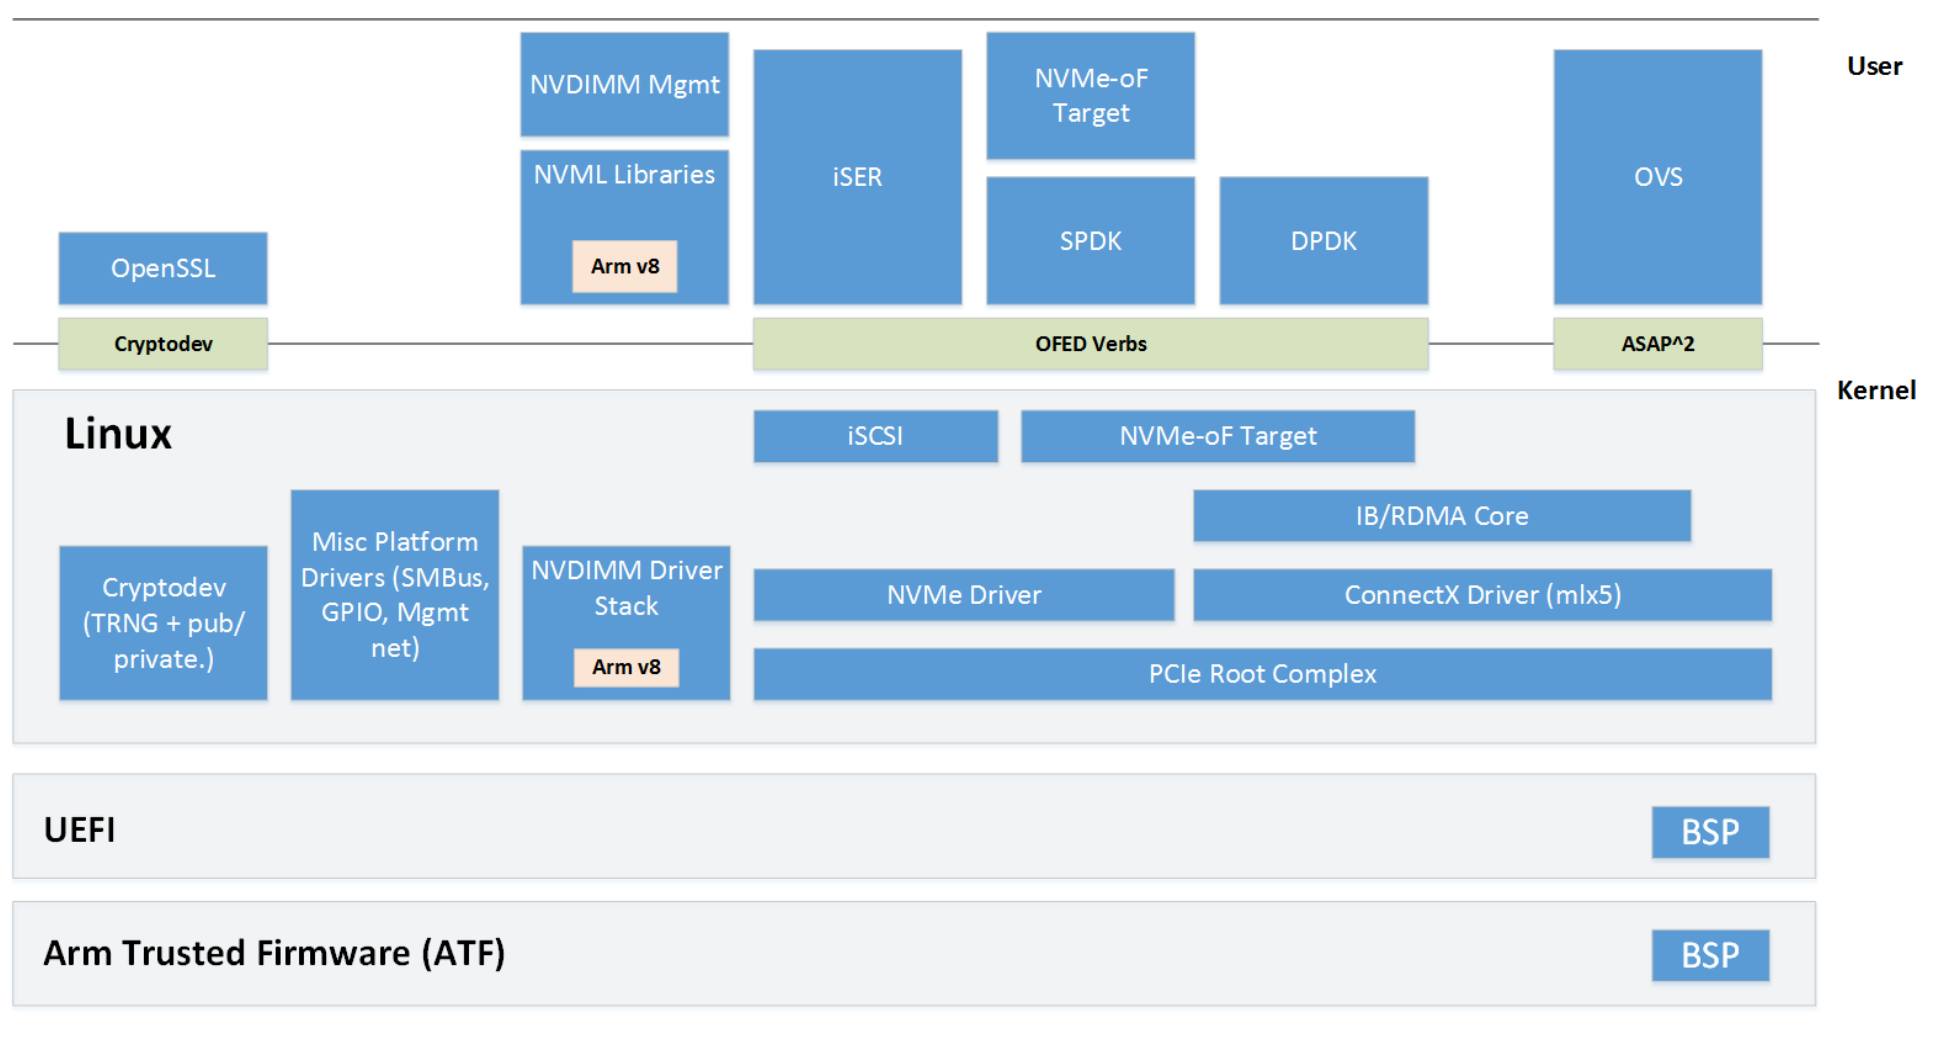 User
NVDIMM Mgmt
NVML Libraries
Arm v8
iSER
NVMe-oF
Target
SPDK
DPDK
OVS
OpenSSL
Cryptodev
OFED Verbs
ASAP^2
Kernel
Linux
iSCSI
NVMe-oF Target
IB/RDMA Core
Cryptodev
(TRNG + pub/
private.)
Misc Platform
Drivers (SMBus,
GPIO, Mgmt
net)
NVDIMM Driver
Stack
Arm v8
NVMe Driver
ConnectX Driver (mlx5)
PCIe Root Complex
UEFI
BSP
Arm Trusted Firmware (ATF)
BSP